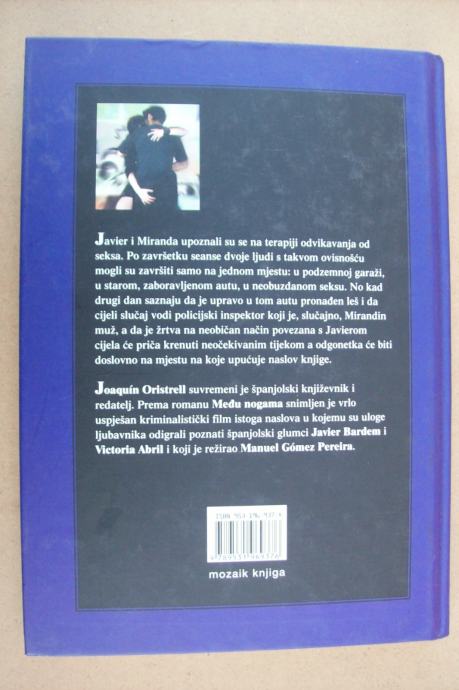 Javier i Miranda upoznali su se na terapiji odvikavanja od
seksa. Po završetku seanse dvoje ljudi s takvom ovisnošću
mogli su završiti samo na jednom mjestu: u podzemnoj garaži,
u starom, zaboravljenom autu, u neobuzdanom seksu. No kad
drugi dan saznaju da je upravo u tom autu pronađen leš i da
cijeli slučaj vodi policijski inspektor koji je, slučajno, Mirandin
muž, a da je žrtva na neobičan način povezana s Javierom
cijela će priča krenuti neočekivanim tijekom a odgonetka će biti
doslovno na mjestu na koje upućuje naslov knjige.
Joaquín Oristrell suvremeni je španjolski književnik i
redatelj. Prema romanu Među nogama snimljen je vrlo
uspješan kriminalistički film istoga naslova u kojemu su uloge
ljubavnika odigrali poznati španjolski glumci Javier Bardem i
Victoria Abril i koji je režirao Manuel Gómez Pereira.
ISBN 953-196-937-6
9789531969376
mozaik knjiga